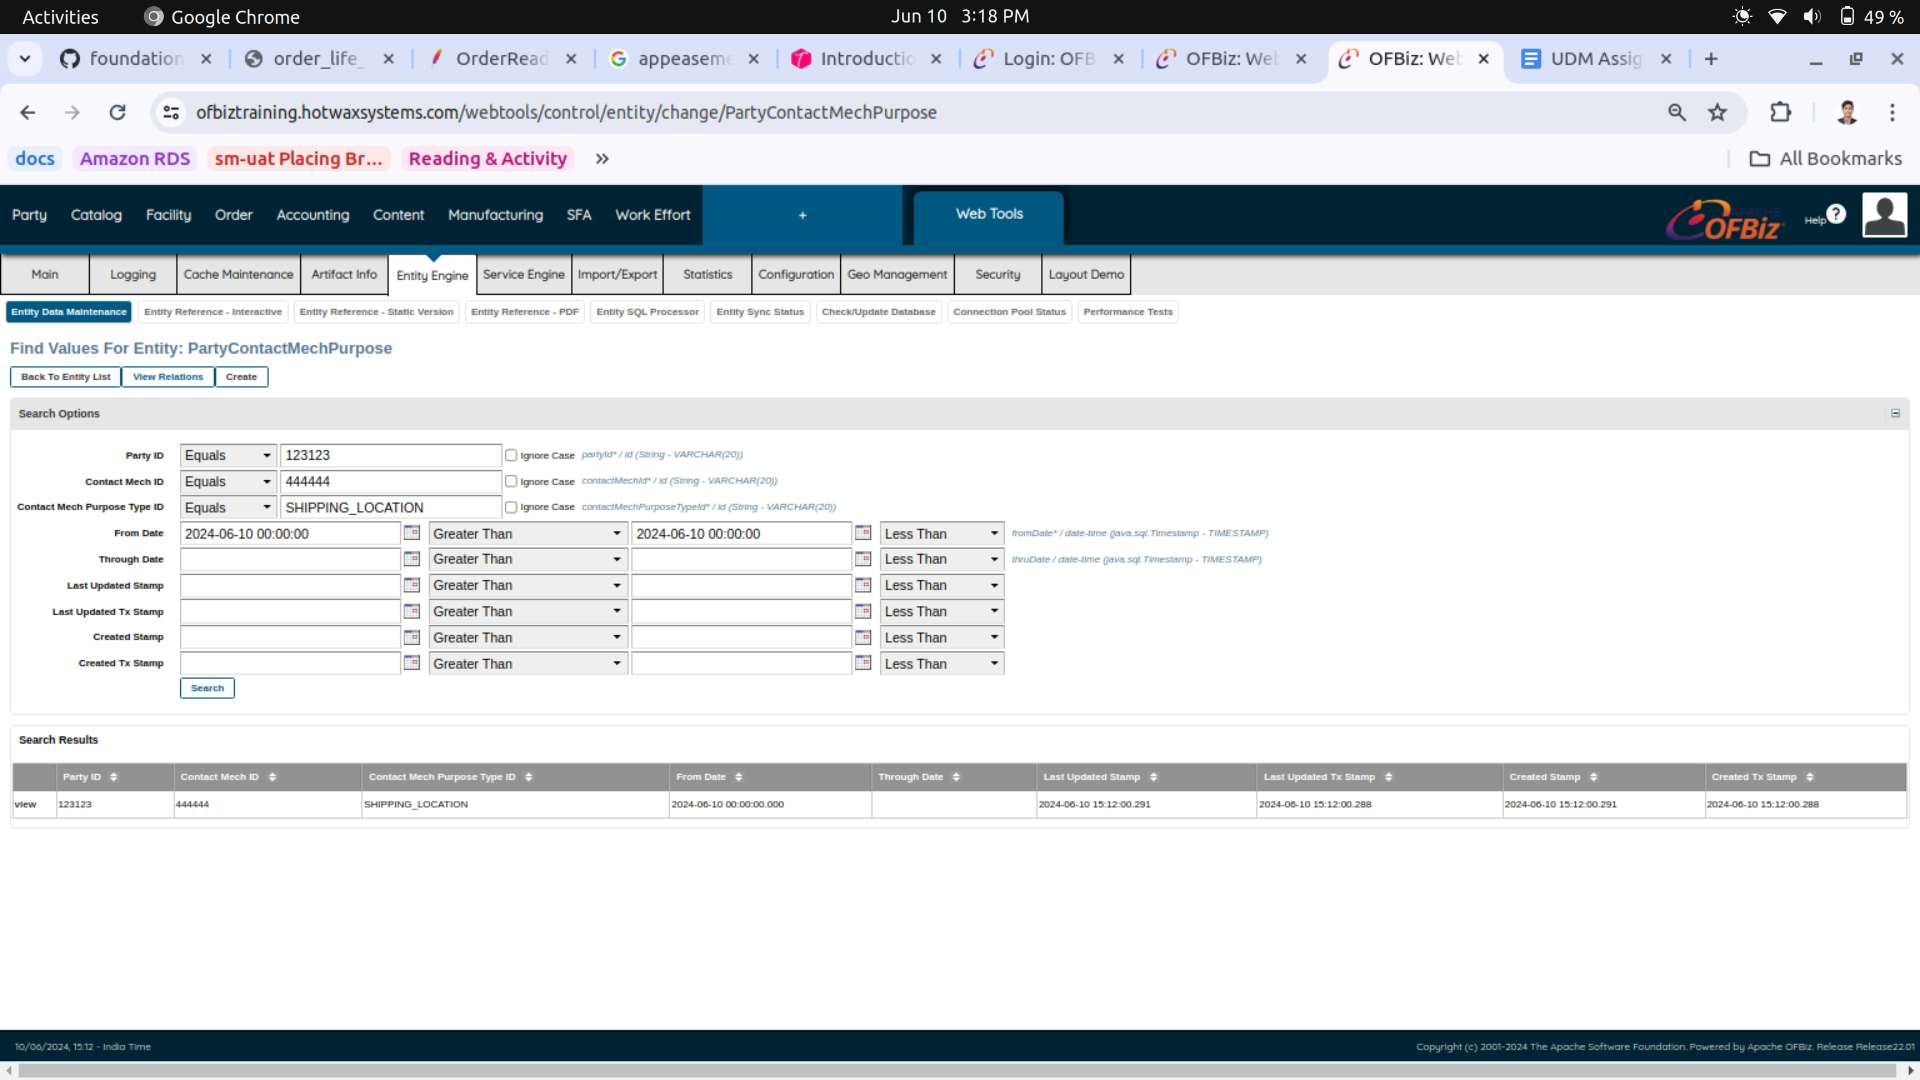 Activities Google Chrome Jun 10 3:18 PM 49 %
foundation order_life_ OrderRead appeaseme Introductio Login: OFB OFBiz: Web OFBiz: Web UDM Assig
ofbiztraining.hotwaxsystems.com/webtools/control/entity/change/PartyContactMechPurpose
docs Amazon RDS sm-uat Placing Br... Reading & Activity » All Bookmarks
Party Catalog Facility Order Accounting Content Manufacturing SFA Work Effort + Web Tools APACHE OFBiz Help ?
Main Logging Cache Maintenance Artifact Info Entity Engine Service Engine Import/Export Statistics Configuration Geo Management Security Layout Demo
Entity Data Maintenance Entity Reference - Interactive Entity Reference - Static Version Entity Reference - PDF Entity SQL Processor Entity Sync Status Check/Update Database Connection Pool Status Performance Tests
Find Values For Entity: PartyContactMechPurpose
Back To Entity List View Relations Create
Search Options
Party ID Equals 123123 Ignore Case partyId* / id (String - VARCHAR(20))
Contact Mech ID Equals 444444 Ignore Case contactMechId* / id (String - VARCHAR(20))
Contact Mech Purpose Type ID Equals SHIPPING_LOCATION Ignore Case contactMechPurposeTypeId* / id (String - VARCHAR(20))
From Date 2024-06-10 00:00:00 Greater Than 2024-06-10 00:00:00 Less Than fromDate* / date-time (java.sql.Timestamp - TIMESTAMP)
Through Date Greater Than Less Than thruDate / date-time (java.sql.Timestamp - TIMESTAMP)
Last Updated Stamp Greater Than Less Than
Last Updated Tx Stamp Greater Than Less Than
Created Stamp Greater Than Less Than
Created Tx Stamp Greater Than Less Than
Search
Search Results
Party ID Contact Mech ID Contact Mech Purpose Type ID From Date Through Date Last Updated Stamp Last Updated Tx Stamp Created Stamp Created Tx Stamp
view 123123 444444 SHIPPING_LOCATION 2024-06-10 00:00:00.000 2024-06-10 15:12:00.291 2024-06-10 15:12:00.288 2024-06-10 15:12:00.291 2024-06-10 15:12:00.288
10/06/2024, 15:12 - India Time Copyright (c) 2001-2024 The Apache Software Foundation. Powered by Apache OFBiz. Release Release22.01